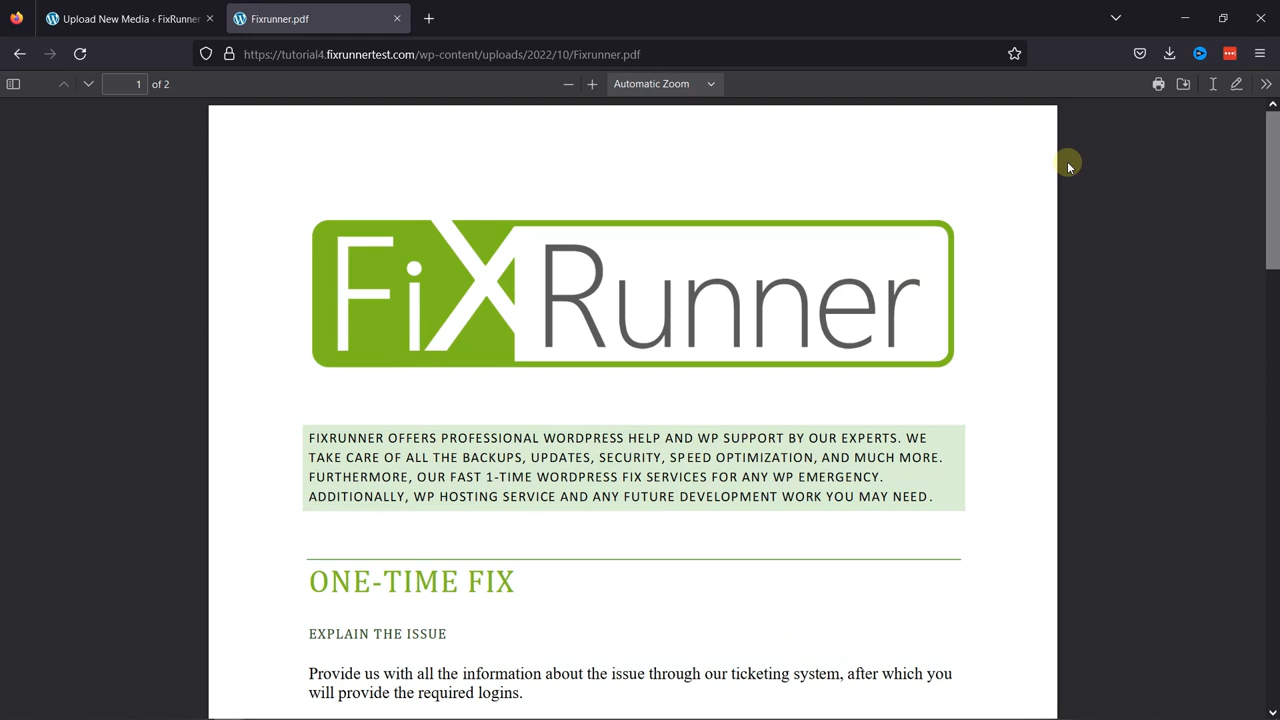 Upload New Media ‹ FixRunner
Fixrunner.pdf
https://tutorial4.fixrunnertest.com/wp-content/uploads/2022/10/Fixrunner.pdf
1 of 2
Automatic Zoom
FiXRunner
FIXRUNNER OFFERS PROFESSIONAL WORDPRESS HELP AND WP SUPPORT BY OUR EXPERTS. WE
TAKE CARE OF ALL THE BACKUPS, UPDATES, SECURITY, SPEED OPTIMIZATION, AND MUCH MORE.
FURTHERMORE, OUR FAST 1-TIME WORDPRESS FIX SERVICES FOR ANY WP EMERGENCY.
ADDITIONALLY, WP HOSTING SERVICE AND ANY FUTURE DEVELOPMENT WORK YOU MAY NEED.
ONE-TIME FIX
EXPLAIN THE ISSUE
Provide us with all the information about the issue through our ticketing system, after which you
will provide the required logins.